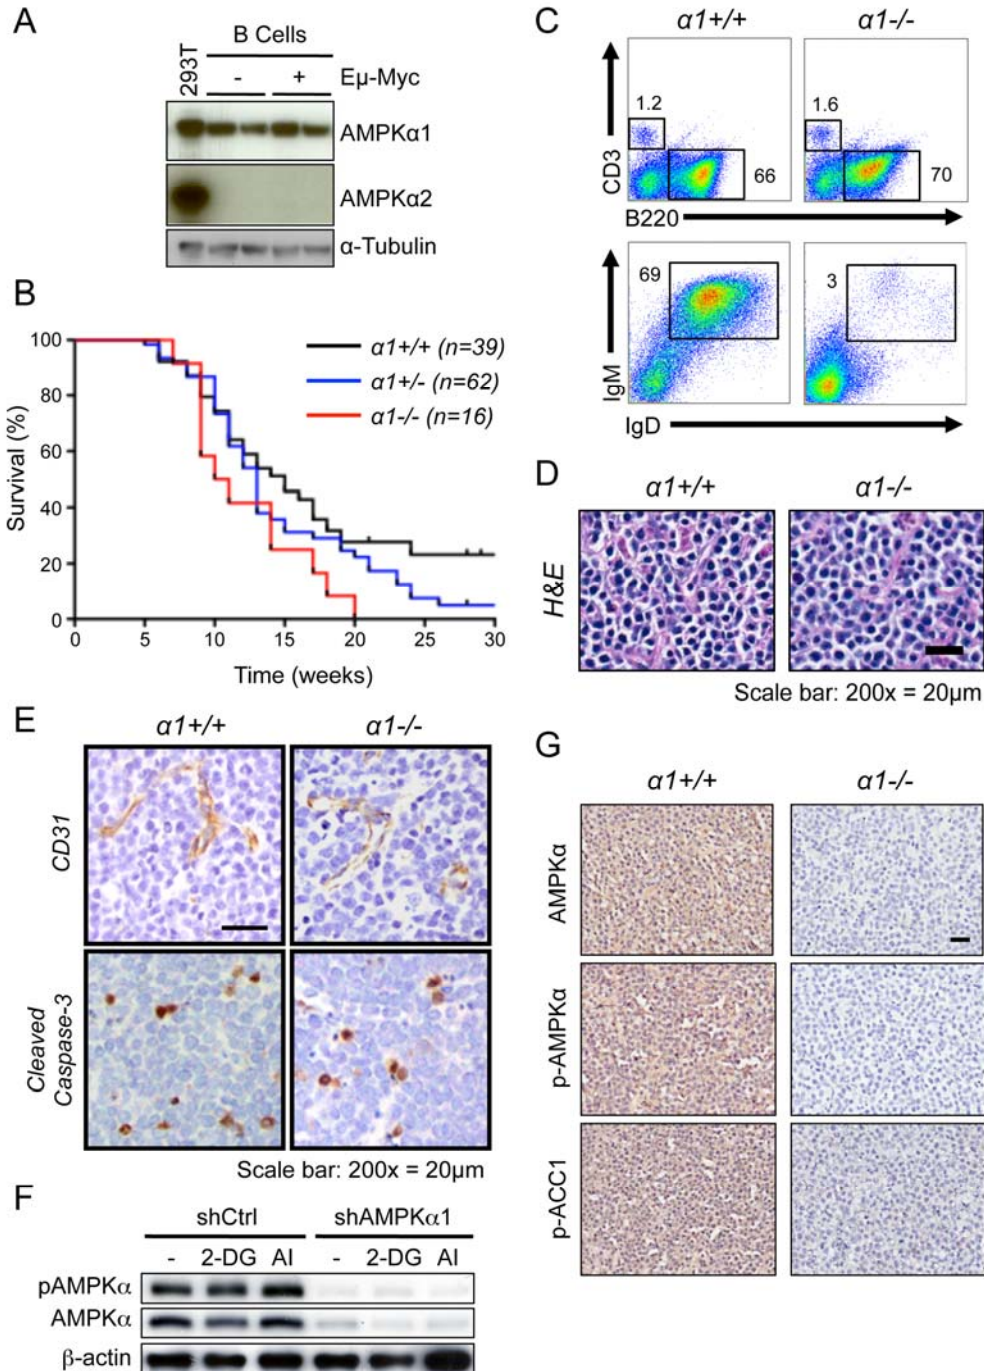 A
B Cells
293T
-
+
Eμ-Myc
AMPKα1
AMPKα2
α-Tubulin
B
100
80
60
40
20
0
0
5
10
15
20
25
30
Survival (%)
Time (weeks)
α1+/+ (n=39)
α1+/- (n=62)
α1-/- (n=16)
C
α1+/+
α1-/-
1.2
66
1.6
70
CD3
B220
69
3
IgM
IgD
D
α1+/+
α1-/-
H&E
Scale bar: 200x = 20μm
E
α1+/+
α1-/-
CD31
Cleaved
Caspase-3
Scale bar: 200x = 20μm
F
shCtrl
shAMPKα1
-
2-DG
AI
-
2-DG
AI
pAMPKα
AMPKα
β-actin
G
α1+/+
α1-/-
AMPKα
p-AMPKα
p-ACC1